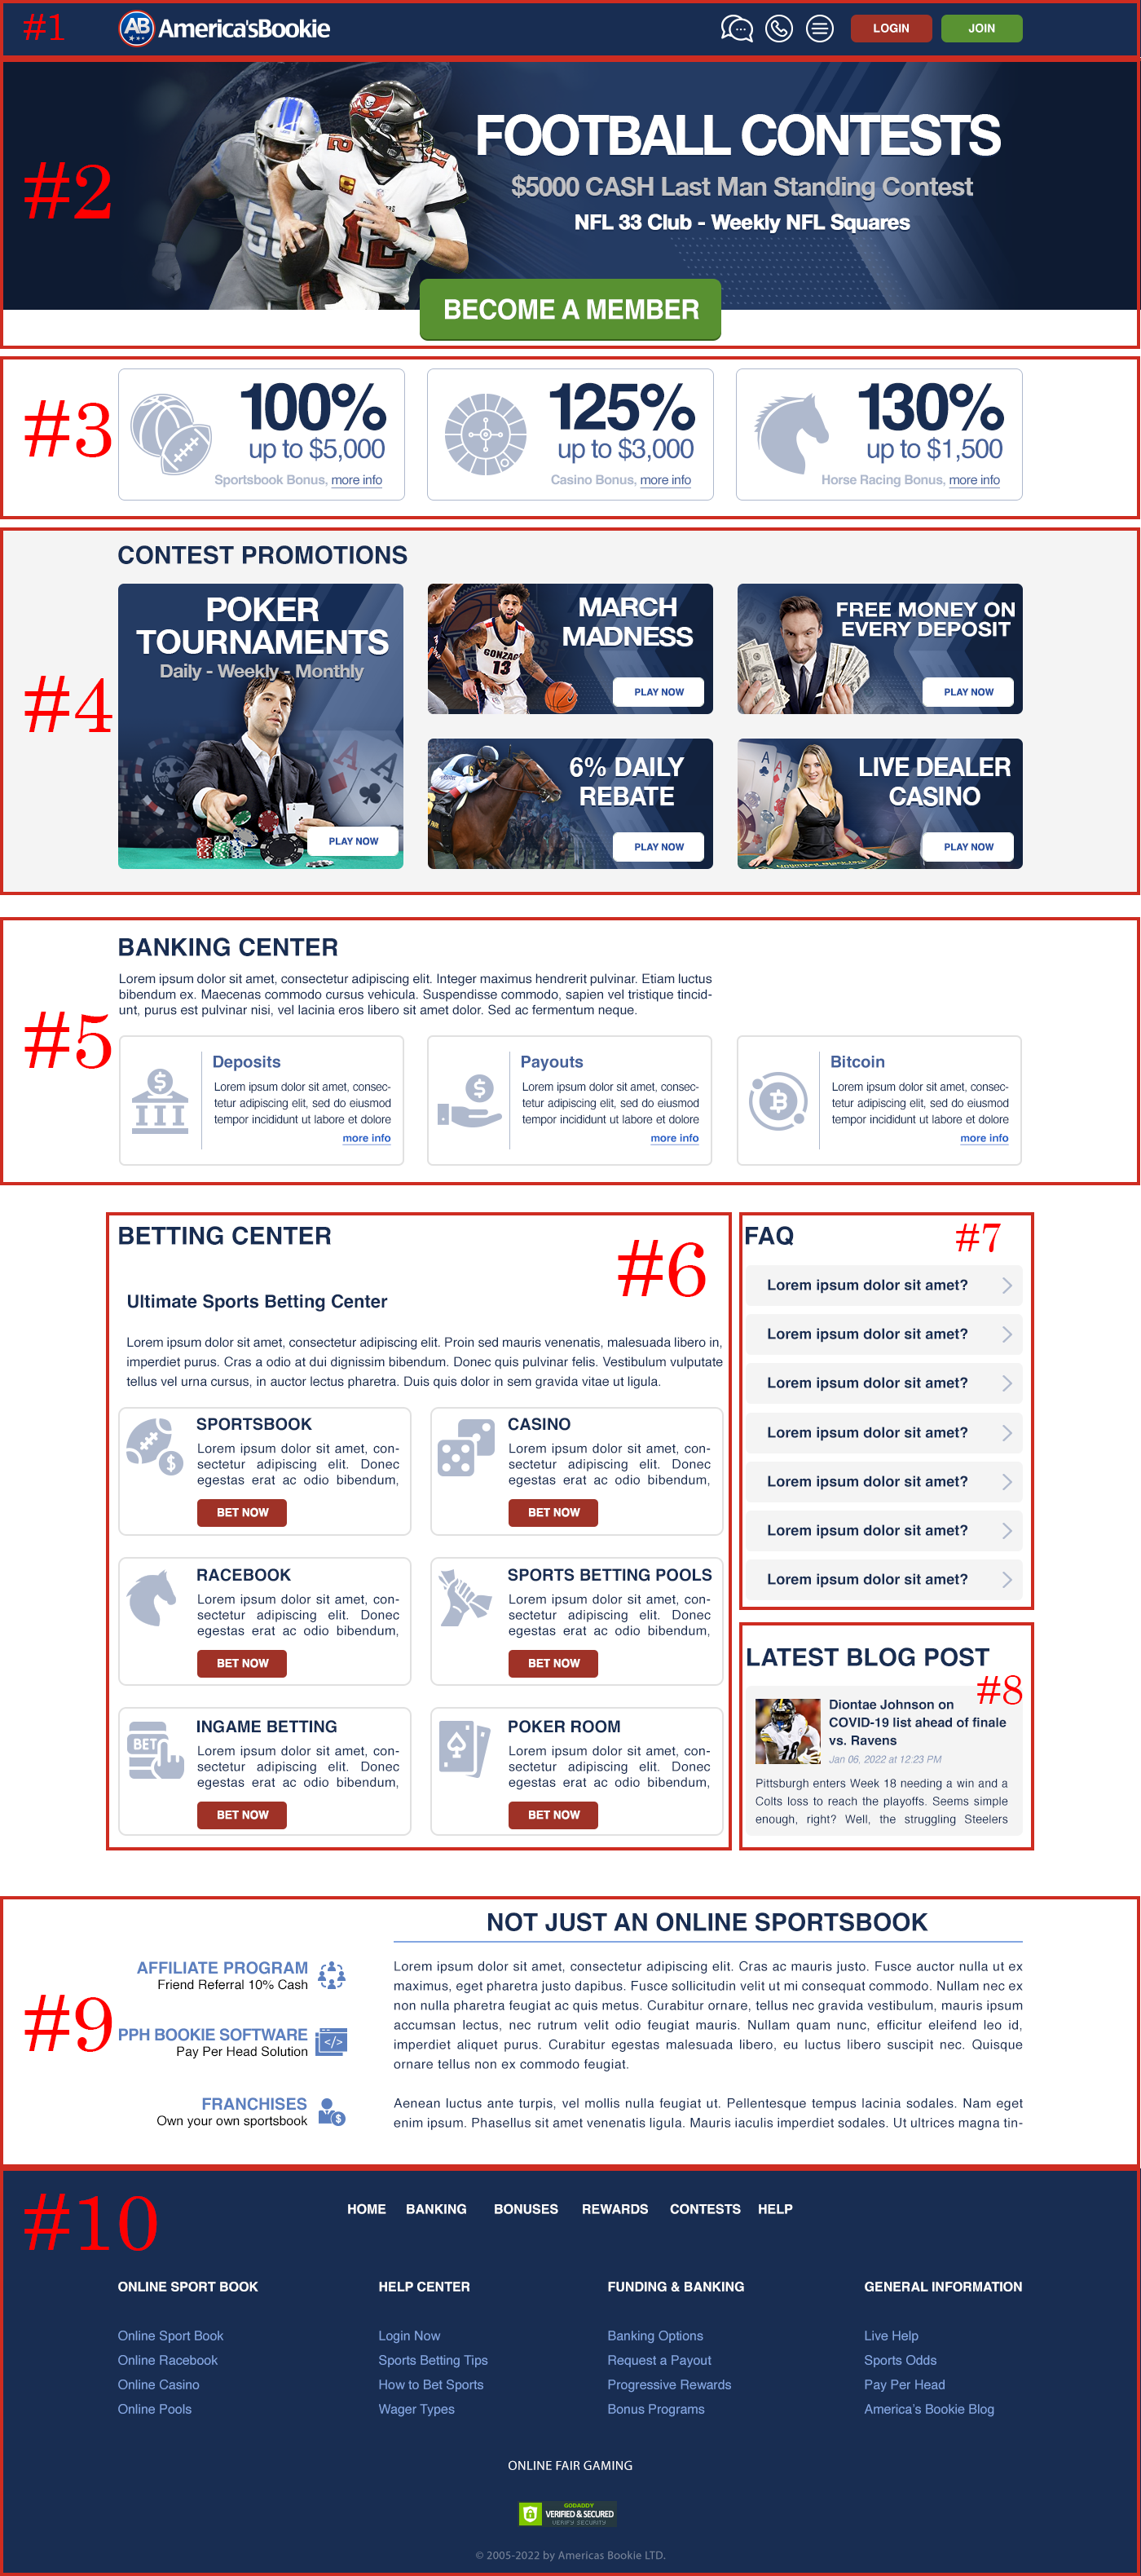 #1
AB
America'sBookie
LOGIN
JOIN
#2
FOOTBALL CONTESTS
$5000 CASH Last Man Standing Contest
NFL 33 Club - Weekly NFL Squares
12
BECOME A MEMBER
#3
100%
up to $5,000
Sportsbook Bonus, more info
125%
up to $3,000
Casino Bonus, more info
130%
up to $1,500
Horse Racing Bonus, more info
#4
CONTEST PROMOTIONS
POKER
TOURNAMENTS
Daily - Weekly - Monthly
PLAY NOW
MARCH
MADNESS
GONZAG
13
PLAY NOW
FREE MONEY ON
EVERY DEPOSIT
PLAY NOW
6% DAILY
REBATE
PLAY NOW
LIVE DEALER
CASINO
PLAY NOW
#5
BANKING CENTER
Lorem ipsum dolor sit amet, consectetur adipiscing elit. Integer maximus hendrerit pulvinar. Etiam luctus
bibendum ex. Maecenas commodo cursus vehicula. Suspendisse commodo, sapien vel tristique tincid-
unt, purus est pulvinar nisi, vel lacinia eros libero sit amet dolor. Sed ac fermentum neque.
Deposits
Lorem ipsum dolor sit amet, consec-
tetur adipiscing elit, sed do eiusmod
tempor incididunt ut labore et dolore
more info
Payouts
Lorem ipsum dolor sit amet, consec-
tetur adipiscing elit, sed do eiusmod
tempor incididunt ut labore et dolore
more info
Bitcoin
Lorem ipsum dolor sit amet, consec-
tetur adipiscing elit, sed do eiusmod
tempor incididunt ut labore et dolore
more info
#6
BETTING CENTER
Ultimate Sports Betting Center
Lorem ipsum dolor sit amet, consectetur adipiscing elit. Proin sed mauris venenatis, malesuada libero in,
imperdiet purus. Cras a odio at dui dignissim bibendum. Donec quis pulvinar felis. Vestibulum vulputate
tellus vel urna cursus, in auctor lectus pharetra. Duis quis dolor in sem gravida vitae ut ligula.
SPORTSBOOK
Lorem ipsum dolor sit amet, con-
sectetur adipiscing elit. Donec
egestas erat ac odio bibendum,
BET NOW
CASINO
Lorem ipsum dolor sit amet, con-
sectetur adipiscing elit. Donec
egestas erat ac odio bibendum,
BET NOW
RACEBOOK
Lorem ipsum dolor sit amet, con-
sectetur adipiscing elit. Donec
egestas erat ac odio bibendum,
BET NOW
SPORTS BETTING POOLS
Lorem ipsum dolor sit amet, con-
sectetur adipiscing elit. Donec
egestas erat ac odio bibendum,
BET NOW
BET
INGAME BETTING
Lorem ipsum dolor sit amet, con-
sectetur adipiscing elit. Donec
egestas erat ac odio bibendum,
BET NOW
POKER ROOM
Lorem ipsum dolor sit amet, con-
sectetur adipiscing elit. Donec
egestas erat ac odio bibendum,
BET NOW
FAQ
#7
Lorem ipsum dolor sit amet?
Lorem ipsum dolor sit amet?
Lorem ipsum dolor sit amet?
Lorem ipsum dolor sit amet?
Lorem ipsum dolor sit amet?
Lorem ipsum dolor sit amet?
Lorem ipsum dolor sit amet?
LATEST BLOG POST
#8
Diontae Johnson on
COVID-19 list ahead of finale
vs. Ravens
Jan 06, 2022 at 12:23 PM
18
Pittsburgh enters Week 18 needing a win and a
Colts loss to reach the playoffs. Seems simple
enough, right? Well, the struggling Steelers
#9
AFFILIATE PROGRAM
Friend Referral 10% Cash
PPH BOOKIE SOFTWARE
Pay Per Head Solution
</>
FRANCHISES
Own your own sportsbook
NOT JUST AN ONLINE SPORTSBOOK
Lorem ipsum dolor sit amet, consectetur adipiscing elit. Cras ac mauris justo. Fusce auctor nulla ut ex
maximus, eget pharetra justo dapibus. Fusce sollicitudin velit ut mi consequat commodo. Nullam nec ex
non nulla pharetra feugiat ac quis metus. Curabitur ornare, tellus nec gravida vestibulum, mauris ipsum
accumsan lectus, nec rutrum velit odio feugiat mauris. Nullam quam nunc, efficitur eleifend leo id,
imperdiet aliquet purus. Curabitur egestas malesuada libero, eu luctus libero suscipit nec. Quisque
ornare tellus non ex commodo feugiat.
Aenean luctus ante turpis, vel mollis nulla feugiat ut. Pellentesque tempus lacinia sodales. Nam eget
enim ipsum. Phasellus sit amet venenatis ligula. Mauris iaculis imperdiet sodales. Ut ultrices magna tin-
#10
HOME BANKING BONUSES REWARDS CONTESTS HELP
ONLINE SPORT BOOK
Online Sport Book
Online Racebook
Online Casino
Online Pools
HELP CENTER
Login Now
Sports Betting Tips
How to Bet Sports
Wager Types
FUNDING & BANKING
Banking Options
Request a Payout
Progressive Rewards
Bonus Programs
GENERAL INFORMATION
Live Help
Sports Odds
Pay Per Head
America's Bookie Blog
ONLINE FAIR GAMING
GODADDY
VERIFIED & SECURED
VERIFY SECURITY
© 2005-2022 by Americas Bookie LTD.